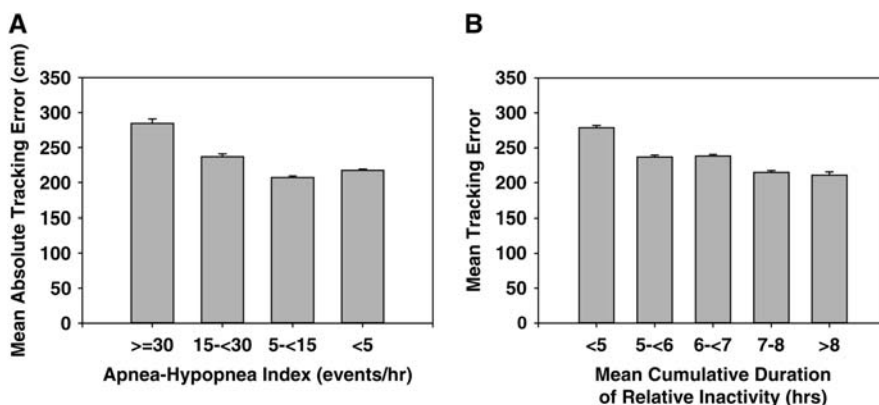 A
Mean Absolute Tracking Error (cm)
350
300
250
200
150
100
50
0
>=30 15-<30 5-<15 <5
Apnea-Hypopnea Index (events/hr)
B
Mean Tracking Error
350
300
250
200
150
100
50
0
<5 5-<6 6-<7 7-8 >8
Mean Cumulative Duration
of Relative Inactivity (hrs)